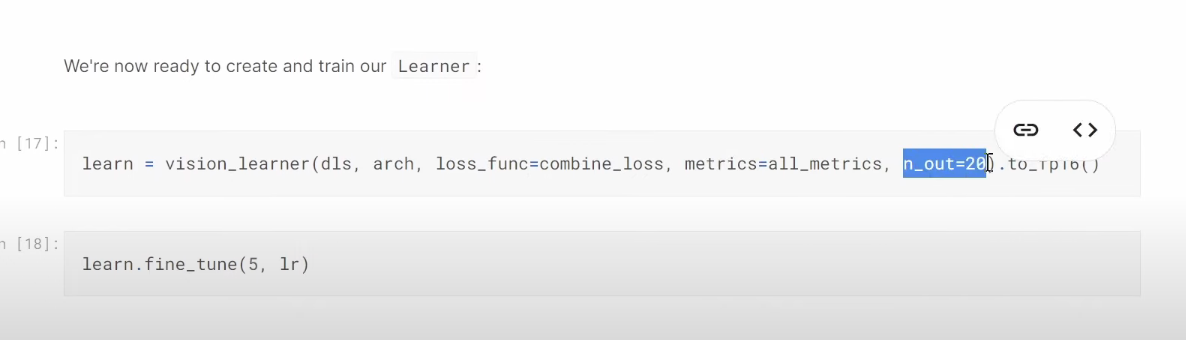 We're now ready to create and train our Learner:
n [17]:
learn = vision_learner(dls, arch, loss_func=combine_loss, metrics=all_metrics, n_out=20).to_fp16()
n [18]:
learn.fine_tune(5, lr)